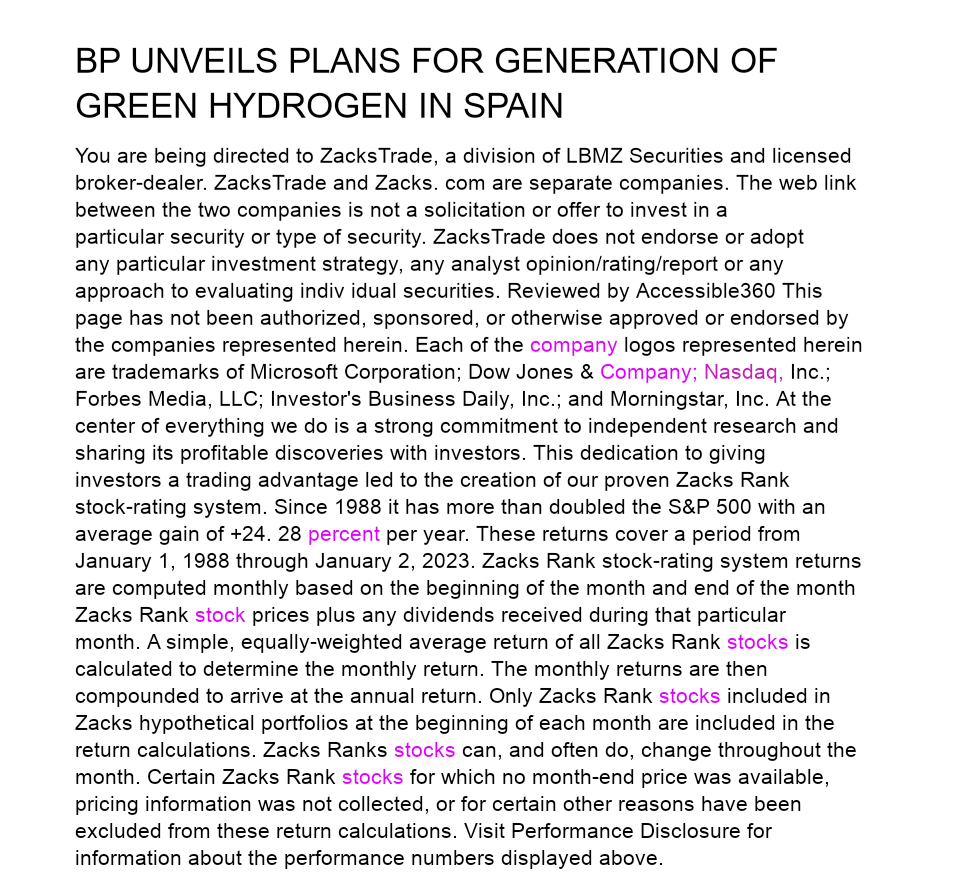 BP UNVEILS PLANS FOR GENERATION OF
GREEN HYDROGEN IN SPAIN
You are being directed to ZacksTrade, a division of LBMZ Securities and licensed
broker-dealer. ZacksTrade and Zacks. com are separate companies. The web link
between the two companies is not a solicitation or offer to invest in a
particular security or type of security. ZacksTrade does not endorse or adopt
any particular investment strategy, any analyst opinion/rating/report or any
approach to evaluating indiv idual securities. Reviewed by Accessible360 This
page has not been authorized, sponsored, or otherwise approved or endorsed by
the companies represented herein. Each of the company logos represented herein
are trademarks of Microsoft Corporation; Dow Jones & Company; Nasdaq, Inc.;
Forbes Media, LLC; Investor's Business Daily, Inc.; and Morningstar, Inc. At the
center of everything we do is a strong commitment to independent research and
sharing its profitable discoveries with investors. This dedication to giving
investors a trading advantage led to the creation of our proven Zacks Rank
stock-rating system. Since 1988 it has more than doubled the S&P 500 with an
average gain of +24. 28 percent per year. These returns cover a period from
January 1, 1988 through January 2, 2023. Zacks Rank stock-rating system returns
are computed monthly based on the beginning of the month and end of the month
Zacks Rank stock prices plus any dividends received during that particular
month. A simple, equally-weighted average return of all Zacks Rank stocks is
calculated to determine the monthly return. The monthly returns are then
compounded to arrive at the annual return. Only Zacks Rank stocks included in
Zacks hypothetical portfolios at the beginning of each month are included in the
return calculations. Zacks Ranks stocks can, and often do, change throughout the
month. Certain Zacks Rank stocks for which no month-end price was available,
pricing information was not collected, or for certain other reasons have been
excluded from these return calculations. Visit Performance Disclosure for
information about the performance numbers displayed above.